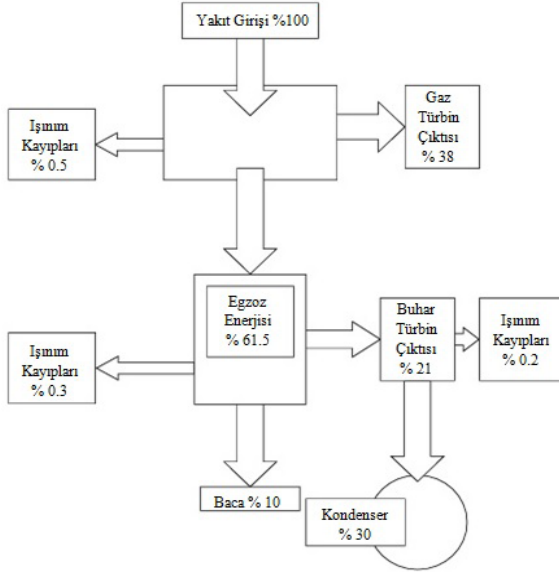 Yakıt Girişi %100
Işınım
Kayıpları
% 0.5
Gaz
Türbin
Çıktısı
% 38
Egzoz
Enerjisi
% 61.5
Işınım
Kayıpları
% 0.3
Buhar
Türbin
Çıktısı
% 21
Işınım
Kayıpları
% 0.2
Baca % 10
Kondenser
% 30